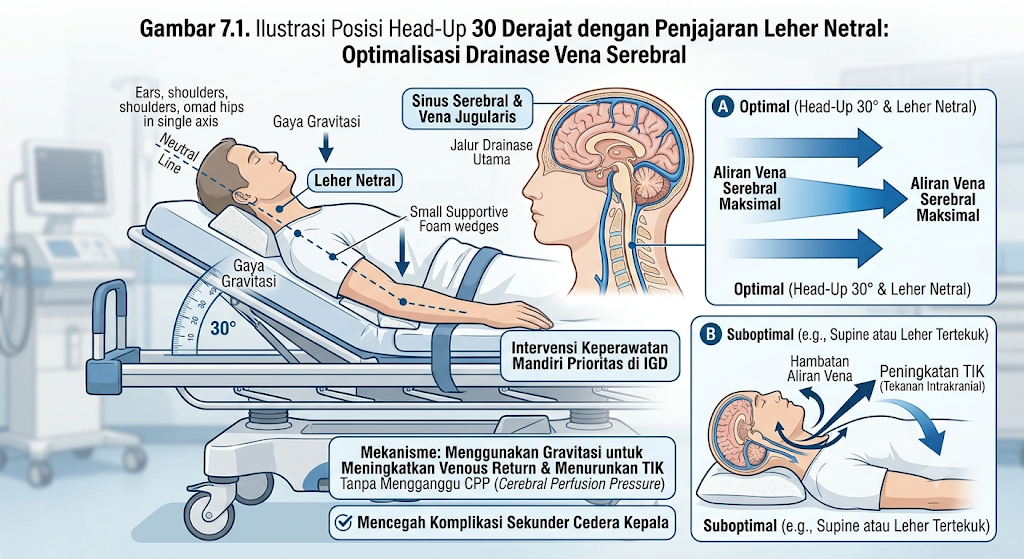 Gambar 7.1. Ilustrasi Posisi Head-Up 30 Derajat dengan Penjajaran Leher Netral:
Optimalisasi Drainase Vena Serebral
Ears, shoulders,
shoulders, omad hips
in single axis
Neutral
Line
Gaya Gravitasi
Leher Netral
Small Supportive
Foam wedges
Gaya
Gravitasi
30°
Sinus Serebral &
Vena Jugularis
Jalur Drainase
Utama
Intervensi Keperawatan
Mandiri Prioritas di IGD
Mekanisme: Menggunakan Gravitasi untuk
Meningkatkan Venous Return & Menurunkan TIK
Tanpa Mengganggu CPP (Cerebral Perfusion Pressure)
Mencegah Komplikasi Sekunder Cedera Kepala
A Optimal (Head-Up 30° & Leher Netral)
Aliran Vena
Serebral
Maksimal
Aliran Vena
Serebral
Maksimal
Optimal (Head-Up 30° & Leher Netral)
B Suboptimal (e.g., Supine atau Leher Tertekuk)
Hambatan
Aliran Vena
Peningkatan TIK
(Tekanan Intrakranial)
Suboptimal (e.g., Supine atau Leher Tertekuk)